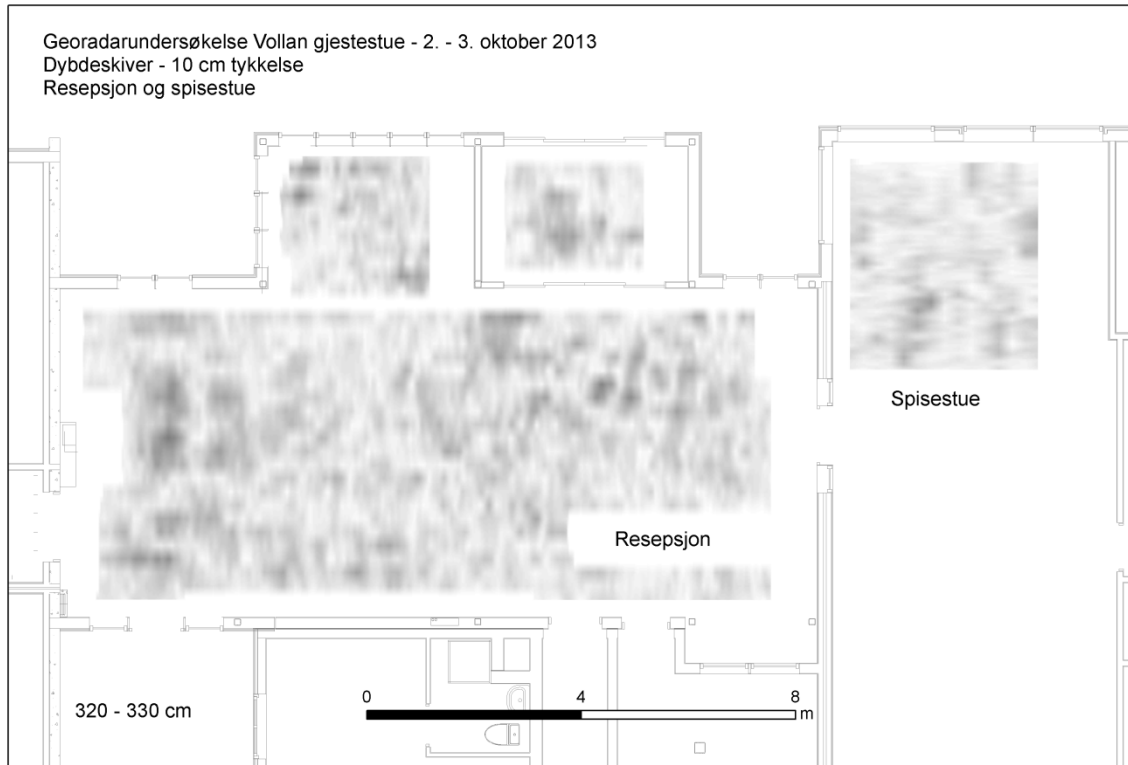 Georadarundersøkelse Vollan gjestestue - 2. - 3. oktober 2013
Dybdeskiver - 10 cm tykkelse
Resepsjon og spisestue
Spisestue
Resepsjon
320 - 330 cm
0 4 8
m